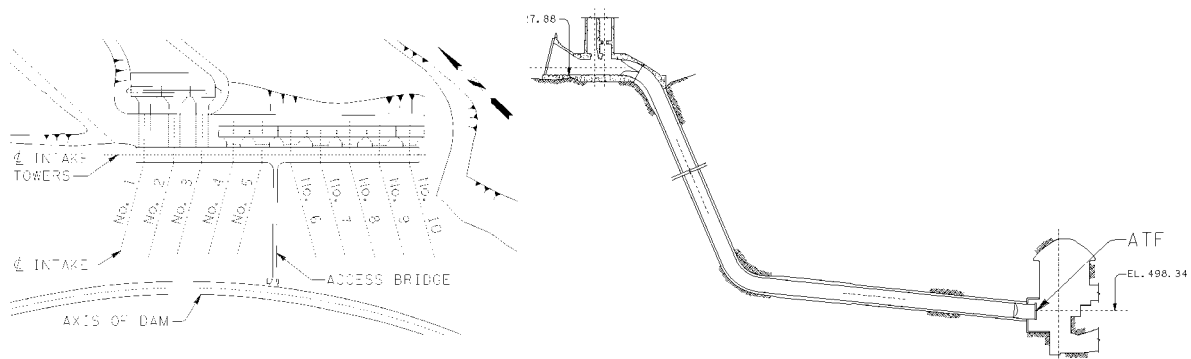 ℄ INTAKE
TOWERS
NO. 1
NO. 2
NO. 3
NO. 4
NO. 5
NO. 6
NO. 7
NO. 8
NO. 9
NO. 10
℄ INTAKE
ACCESS BRIDGE
AXIS OF DAM
27.88
ATF
EL. 498.34